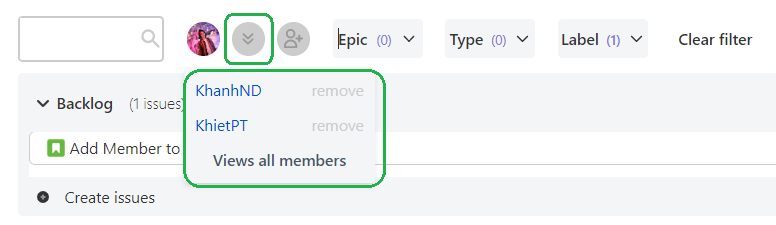 Epic (0) Type (0) Label (1) Clear filter
KhanhND remove
Backlog (1 issues)
KhietPT remove
Add Member to
Views all members
Create issues